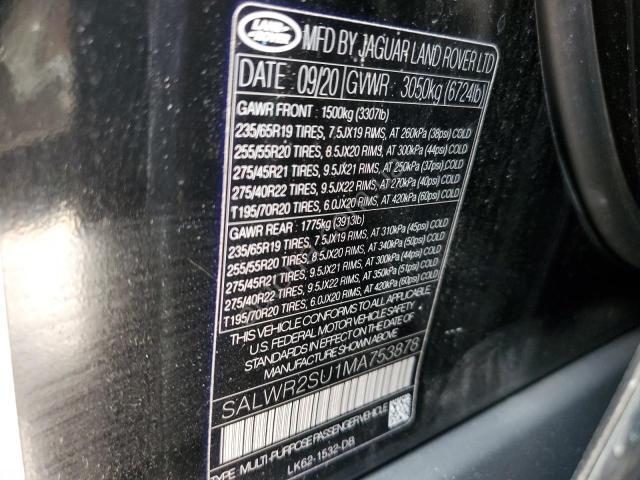 LAND ROVER
MFD BY JAGUAR LAND ROVER LTD
DATE 09/20 GVWR 3050kg (6724lb)
GAWR FRONT : 1500kg (3307lb)
235/65R19 TIRES, 7.5JX19 RIMS, AT 260kPa (38psi) COLD
255/55R20 TIRES, 8.5JX20 RIMS, AT 300kPa (44psi) COLD
275/45R21 TIRES, 9.5JX21 RIMS, AT 250kPa (37psi) COLD
275/40R22 TIRES, 9.5JX22 RIMS, AT 270kPa (40psi) COLD
T195/70R20 TIRES, 6.0JX20 RIMS, AT 420kPa (60psi) COLD
GAWR REAR : 1775kg (3913lb)
235/65R19 TIRES, 7.5JX19 RIMS, AT 310kPa (45psi) COLD
255/55R20 TIRES, 8.5JX20 RIMS, AT 340kPa (50psi) COLD
275/45R21 TIRES, 9.5JX21 RIMS, AT 300kPa (44psi) COLD
275/40R22 TIRES, 9.5JX22 RIMS, AT 350kPa (51psi) COLD
T195/70R20 TIRES, 6.0JX20 RIMS, AT 420kPa (60psi) COLD
THIS VEHICLE CONFORMS TO ALL APPLICABLE
U.S. FEDERAL MOTOR VEHICLE SAFETY
STANDARDS IN EFFECT ON THE DATE OF
MANUFACTURE SHOWN ABOVE
SALWR2SU1MA753878
TYPE MULTI-PURPOSE PASSENGER VEHICLE
LK62-1532-DB